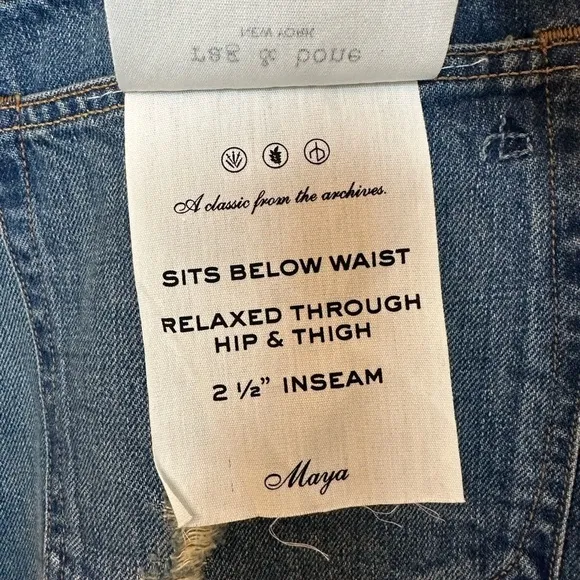 NEW YORK
rag & bone
A classic from the archives.
SITS BELOW WAIST
RELAXED THROUGH
HIP & THIGH
2 ½” INSEAM
Maya